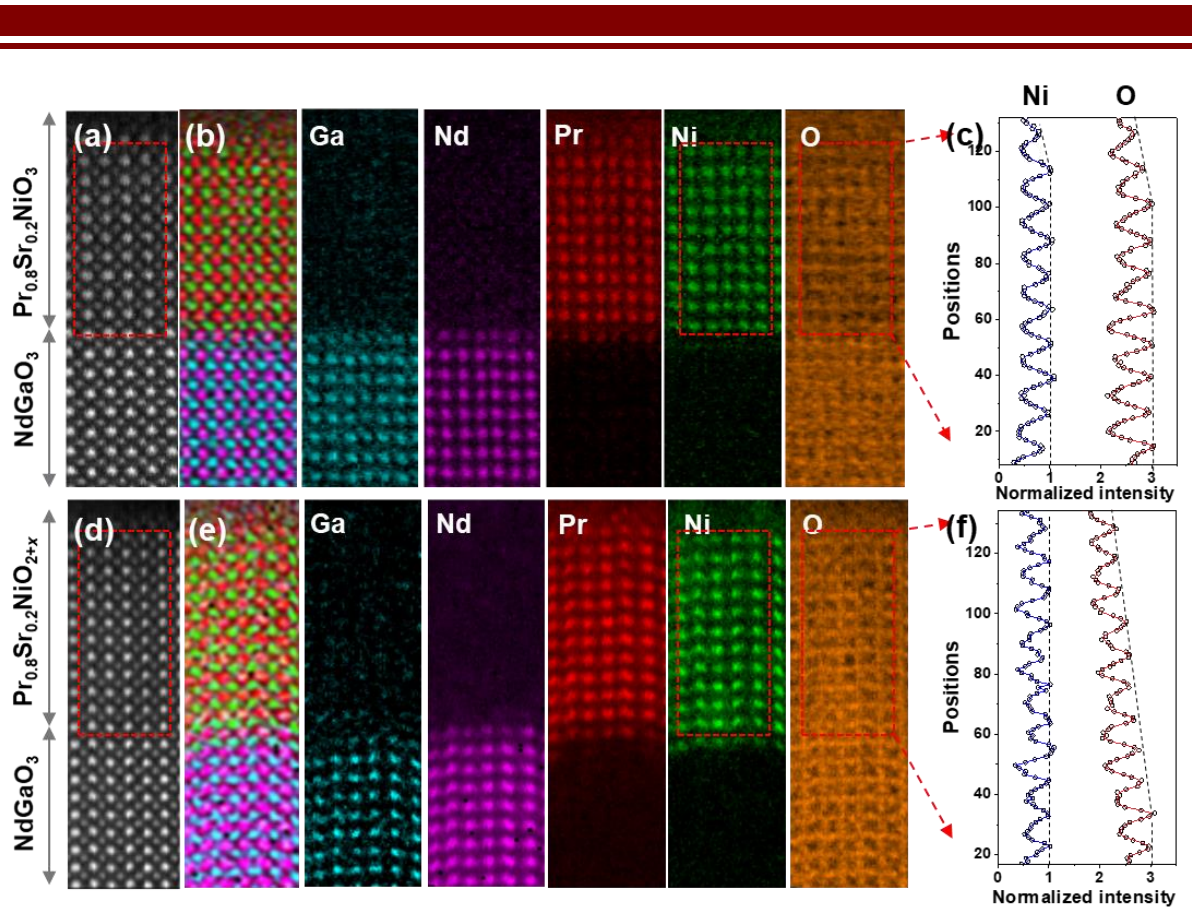 Ni O
(a) (b) Ga Nd Pr Ni O (c)
Pr0.8Sr0.2NiO3
NdGaO3
Positions
120
100
80
60
40
20
0 1 2 3
Normalized intensity
(d) (e) Ga Nd Pr Ni O (f)
Pr0.8Sr0.2NiO2+x
NdGaO3
Positions
120
100
80
60
40
20
0 1 2 3
Normalized intensity